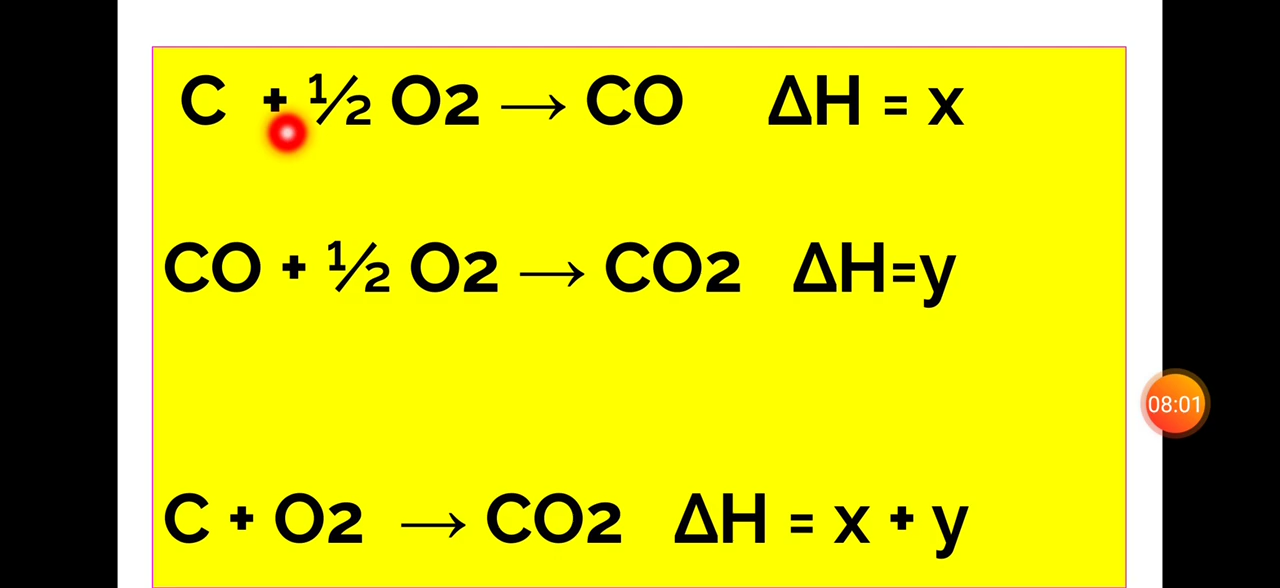 C + ½ O2 → CO ΔH = x
CO + ½ O2 → CO2 ΔH=y
08:01
C + O2 → CO2 ΔH = x + y